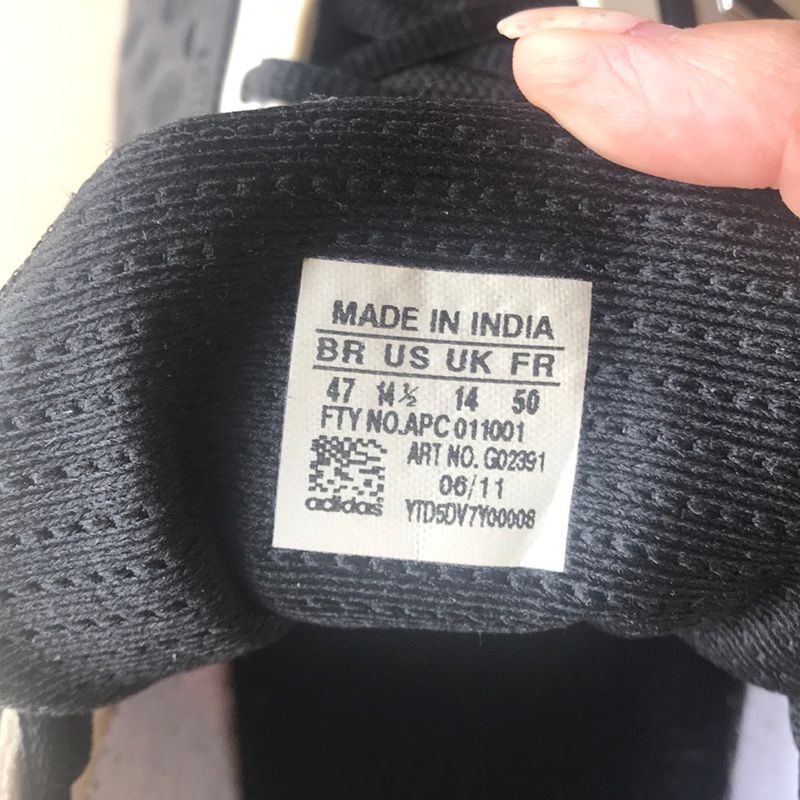 MADE IN INDIA
BR US UK FR
47 14½ 14 50
FTY NO.APC 011001
ART NO. G02391
06/11
adidas YTD5DV7Y00008